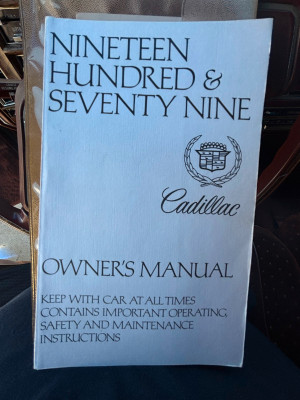 NINETEEN
HUNDRED &
SEVENTY NINE
Cadillac
OWNER'S MANUAL
KEEP WITH CAR AT ALL TIMES
CONTAINS IMPORTANT OPERATING,
SAFETY AND MAINTENANCE
INSTRUCTIONS